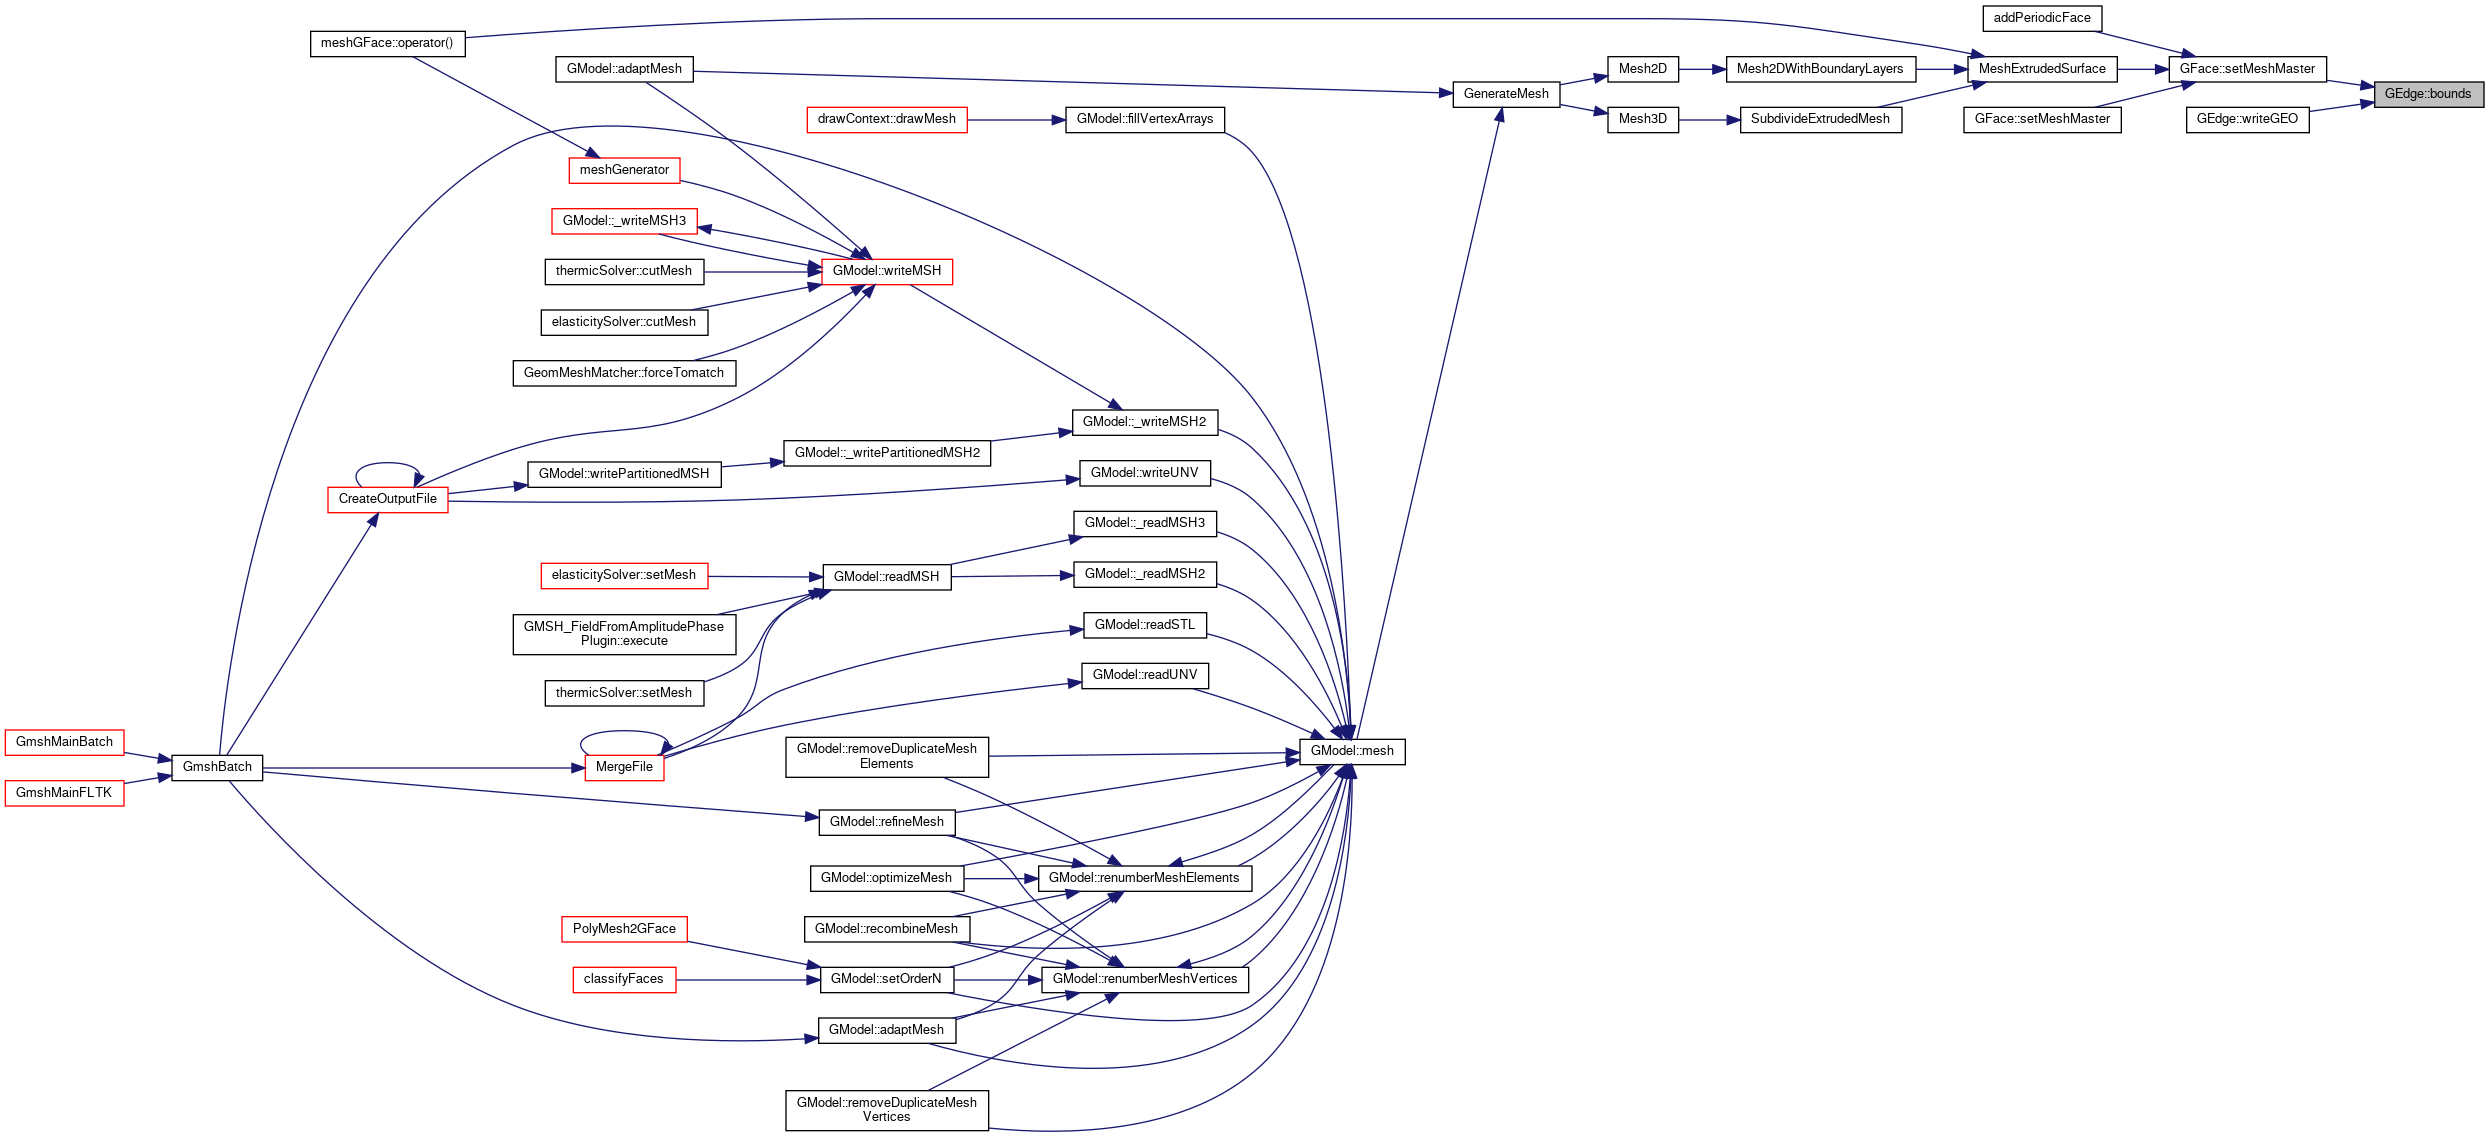 addPeriodicFace
meshGFace::operator()
GModel::adaptMesh
Mesh2D
Mesh2DWithBoundaryLayers
MeshExtrudedSurface
GFace::setMeshMaster
GenerateMesh
GEdge::bounds
drawContext::drawMesh
GModel::fillVertexArrays
Mesh3D
SubdivideExtrudedMesh
GFace::setMeshMaster
GEdge::writeGEO
meshGenerator
GModel::_writeMSH3
thermicSolver::cutMesh
GModel::writeMSH
elasticitySolver::cutMesh
GeomMeshMatcher::forceTomatch
GModel::_writeMSH2
GModel::_writePartitionedMSH2
GModel::writePartitionedMSH
GModel::writeUNV
CreateOutputFile
GModel::_readMSH3
elasticitySolver::setMesh
GModel::readMSH
GModel::_readMSH2
GMSH_FieldFromAmplitudePhase
Plugin::execute
GModel::readSTL
GModel::readUNV
thermicSolver::setMesh
GmshMainBatch
GModel::removeDuplicateMesh
Elements
GModel::mesh
GmshBatch
MergeFile
GmshMainFLTK
GModel::refineMesh
GModel::optimizeMesh
GModel::renumberMeshElements
PolyMesh2GFace
GModel::recombineMesh
classifyFaces
GModel::setOrderN
GModel::renumberMeshVertices
GModel::adaptMesh
GModel::removeDuplicateMesh
Vertices